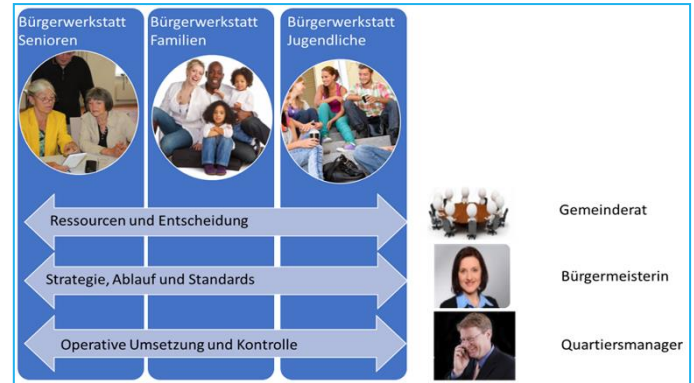 Bürgerwerkstatt
Senioren
Bürgerwerkstatt
Familien
Bürgerwerkstatt
Jugendliche
Ressourcen und Entscheidung
Gemeinderat
Strategie, Ablauf und Standards
Bürgermeisterin
Operative Umsetzung und Kontrolle
Quartiersmanager